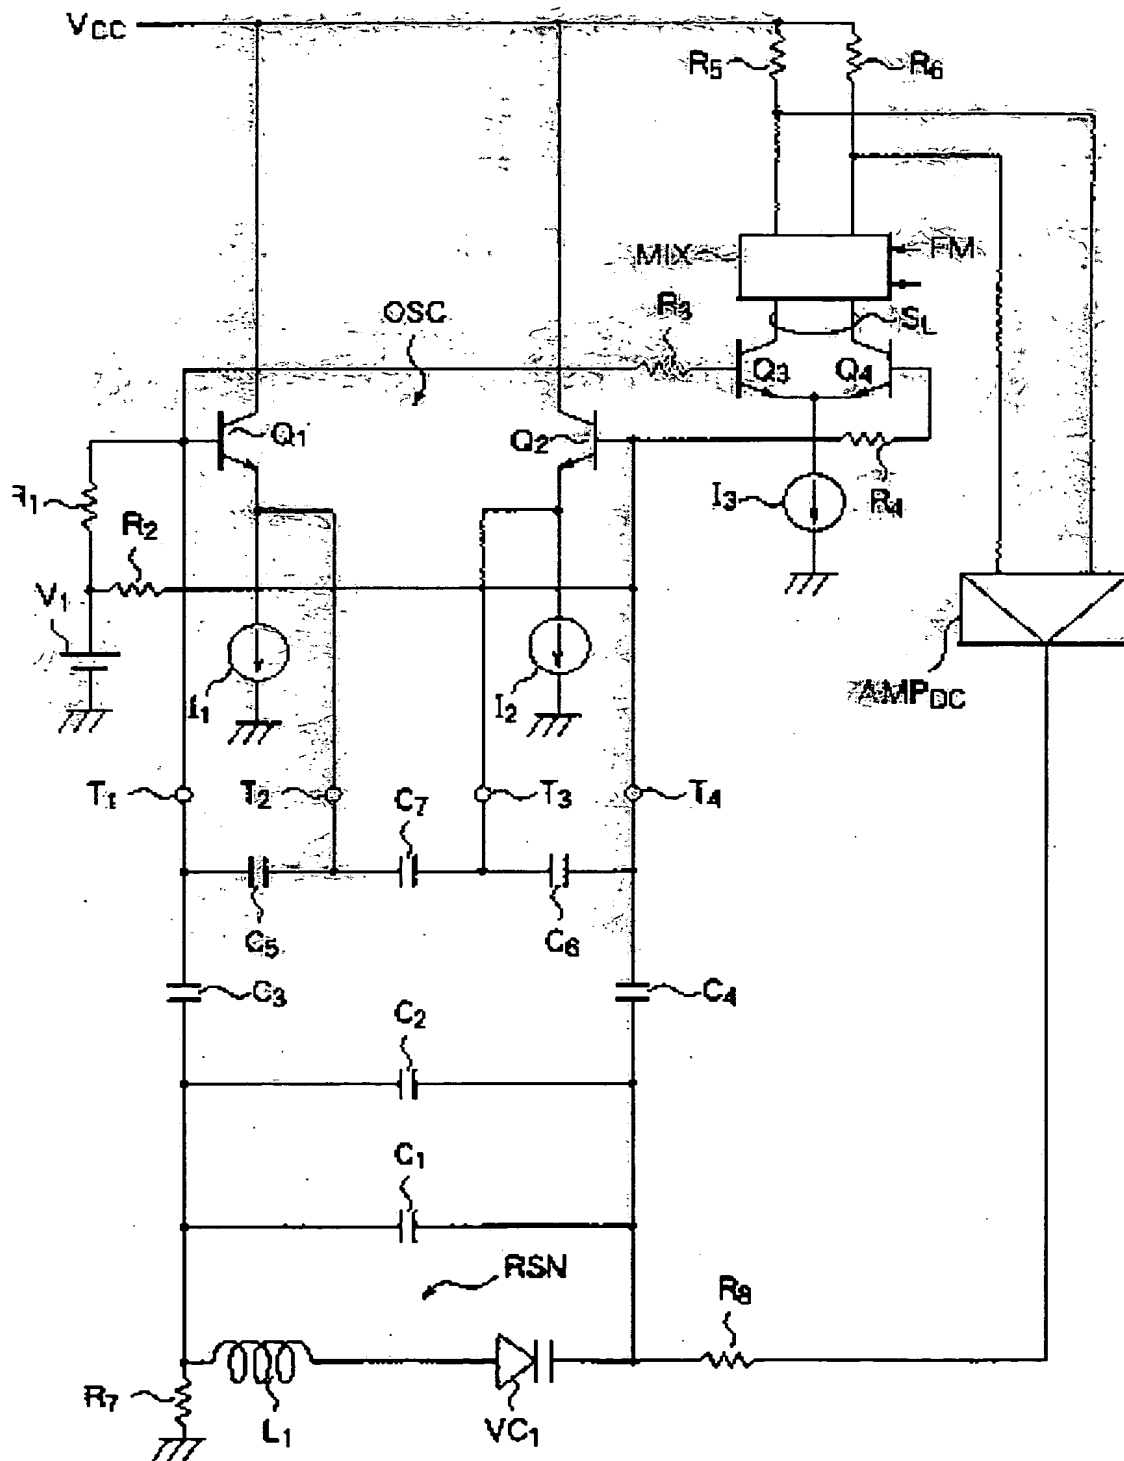 VCC
R5
R6
MIX
FM
OSC
R3
SL
Q3
Q4
Q1
Q2
R1
R2
I3
R4
V1
I1
I2
AMPDC
T1
T2
C7
T3
T4
C5
C6
C3
C4
C2
C1
RSN
R8
R7
L1
VC1